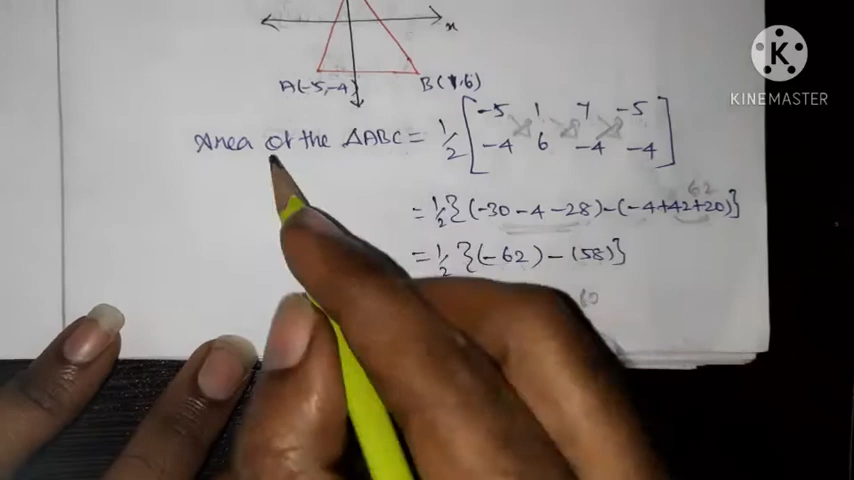 x
A(-5,-4) B(1,6)
K
KINEMASTER
Area of the ΔABC = 1/2 [ -5 1 7 -5
-4 6 -4 -4 ]
62
= 1/2 {(-30-4-28)-(-4+42+20)}
= 1/2 {(-62)-(58)}